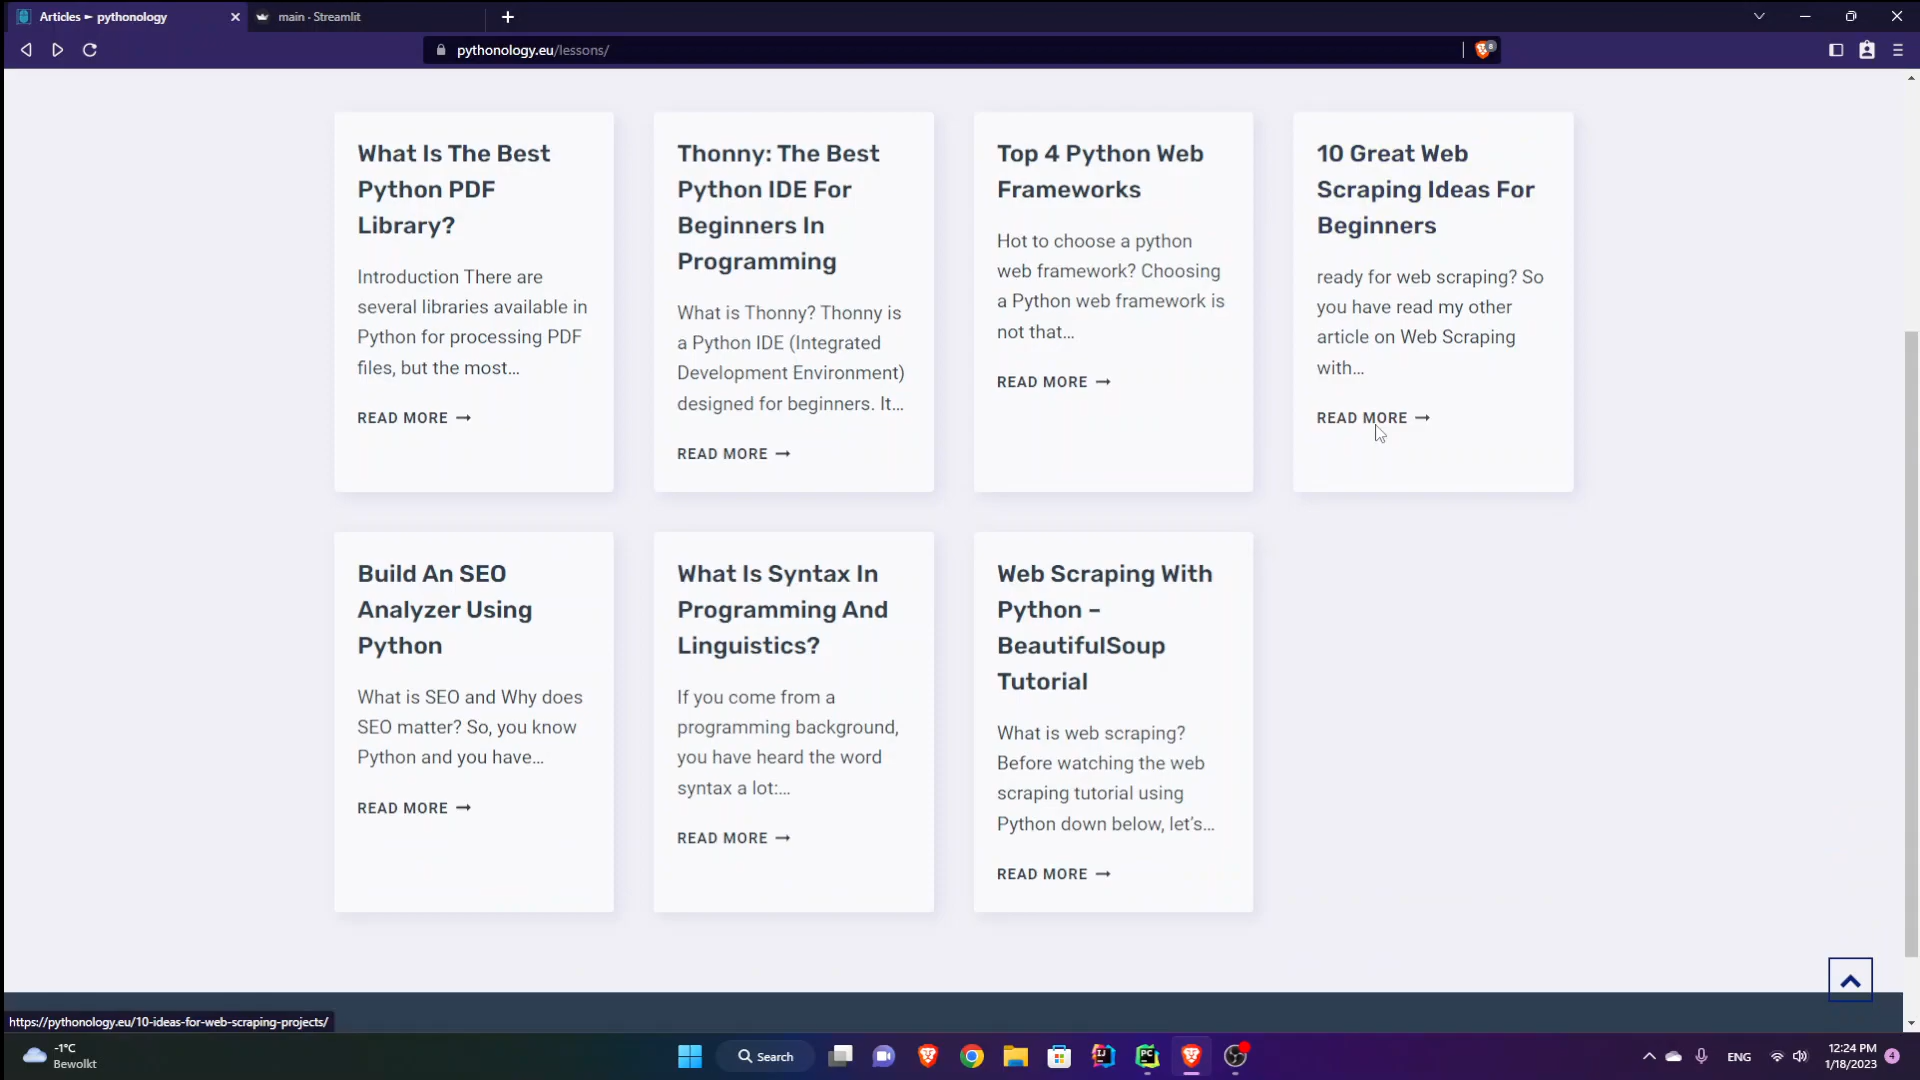 Articles ► pythonology
main · Streamlit
pythonology.eu/lessons/
8
What Is The Best
Python PDF
Library?
Introduction There are
several libraries available in
Python for processing PDF
files, but the most...
READ MORE →
Thonny: The Best
Python IDE For
Beginners In
Programming
What is Thonny? Thonny is
a Python IDE (Integrated
Development Environment)
designed for beginners. It...
READ MORE →
Top 4 Python Web
Frameworks
Hot to choose a python
web framework? Choosing
a Python web framework is
not that...
READ MORE →
10 Great Web
Scraping Ideas For
Beginners
ready for web scraping? So
you have read my other
article on Web Scraping
with...
READ MORE →
Build An SEO
Analyzer Using
Python
What is SEO and Why does
SEO matter? So, you know
Python and you have...
READ MORE →
What Is Syntax In
Programming And
Linguistics?
If you come from a
programming background,
you have heard the word
syntax a lot:...
READ MORE →
Web Scraping With
Python –
BeautifulSoup
Tutorial
What is web scraping?
Before watching the web
scraping tutorial using
Python down below, let's...
READ MORE →
https://pythonology.eu/10-ideas-for-web-scraping-projects/
-1°C
Bewolkt
Search
IJ
PC
ENG
12:24 PM
1/18/2023
4